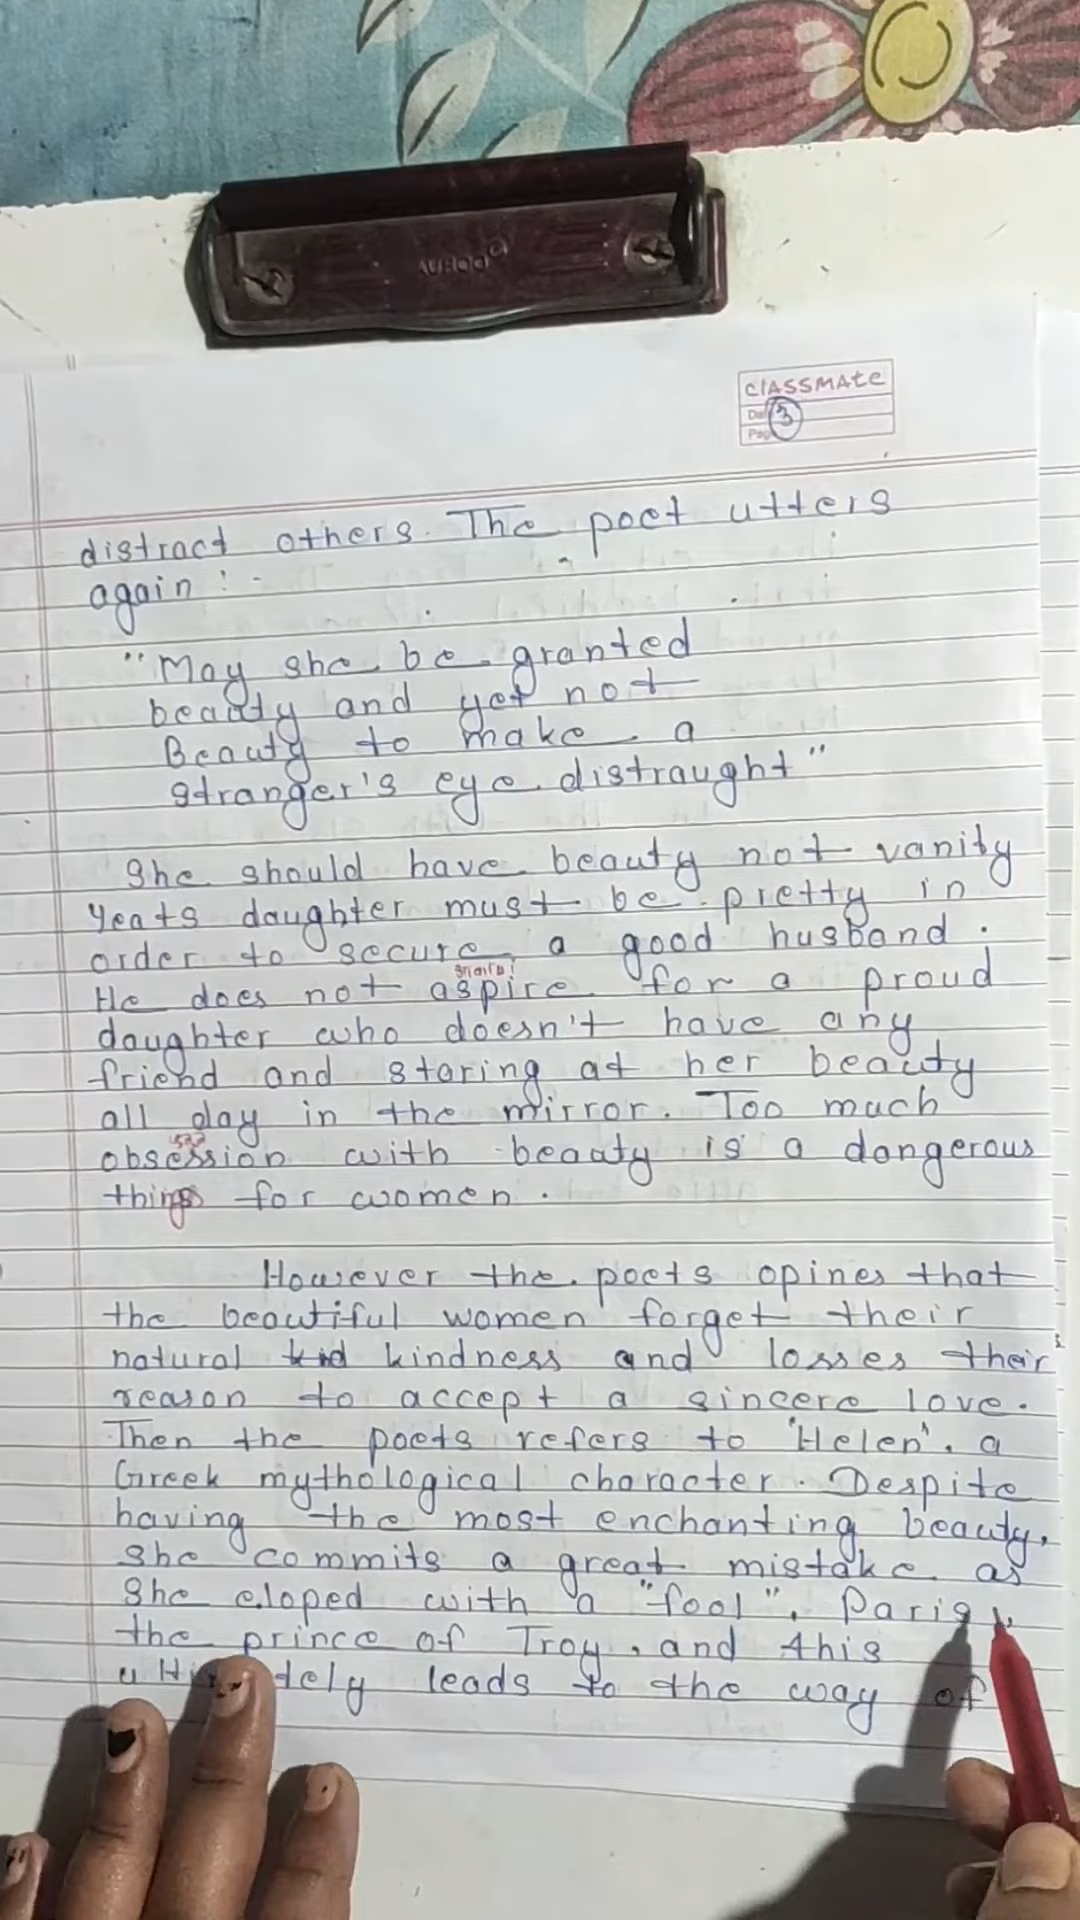 AUROO©
CLASSMATE
Da
Pag
3
distract others. The poet utters
again :-
"May she be granted
beauty and yet not
Beauty to make a
stranger's eye distraught"
She should have beauty not vanity
Yeats daughter must be pretty in
order to secure a good husband.
He does not aspire for a proud
daughter who doesn't have any
friend and staring at her beauty
all day in the mirror. Too much
obsession with beauty is a dangerous
things for women.
However the poets opines that
the beautiful women forget their
natural kindness and losses their
reason to accept a sincere love.
Then the poets refers to 'Helen', a
Greek mythological character. Despite
having the most enchanting beauty,
she commits a great mistake as
she eloped with a "fool", Paris,
the prince of Troy, and this
leads to the way of